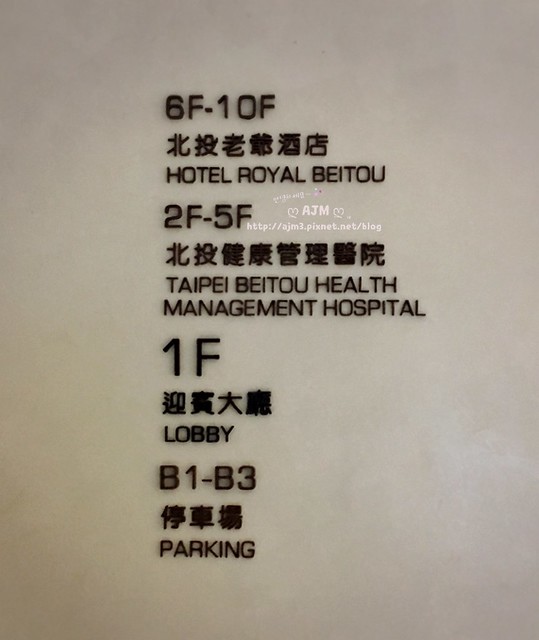 6F-10F
北投老爺酒店
HOTEL ROYAL BEITOU
2F-5F
♡ AJM ♡
http://ajm3.pixnet.net/blog
北投健康管理醫院
TAIPEI BEITOU HEALTH
MANAGEMENT HOSPITAL
1F
迎賓大廳
LOBBY
B1-B3
停車場
PARKING